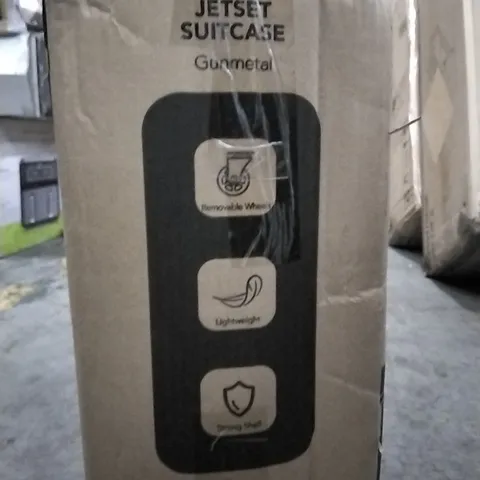 JETSET
SUITCASE
Gunmetal
Removable Wheels
Lightweight
Strong Shell